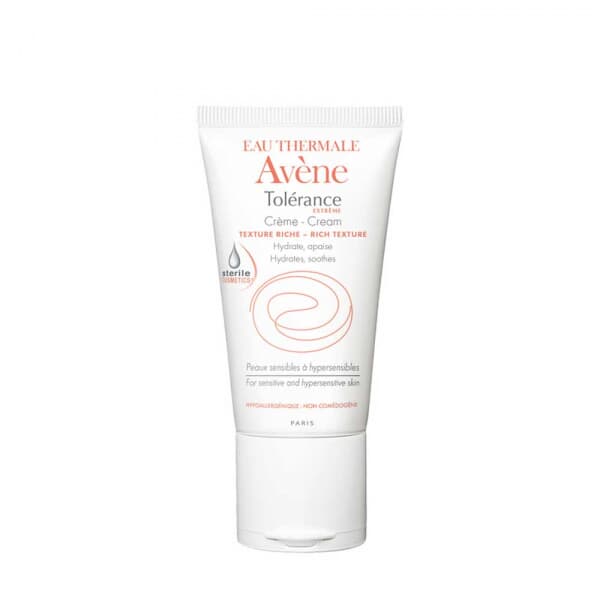 EAU THERMALE
Avène
Tolérance
EXTRÊME
Crème - Cream
TEXTURE RICHE – RICH TEXTURE
Hydrate, apaise
Hydrates, soothes
sterile
COSMETICS
Peaux sensibles à hypersensibles
For sensitive and hypersensitive skin
HYPOALLERGÉNIQUE - NON COMÉDOGÈNE
PARIS